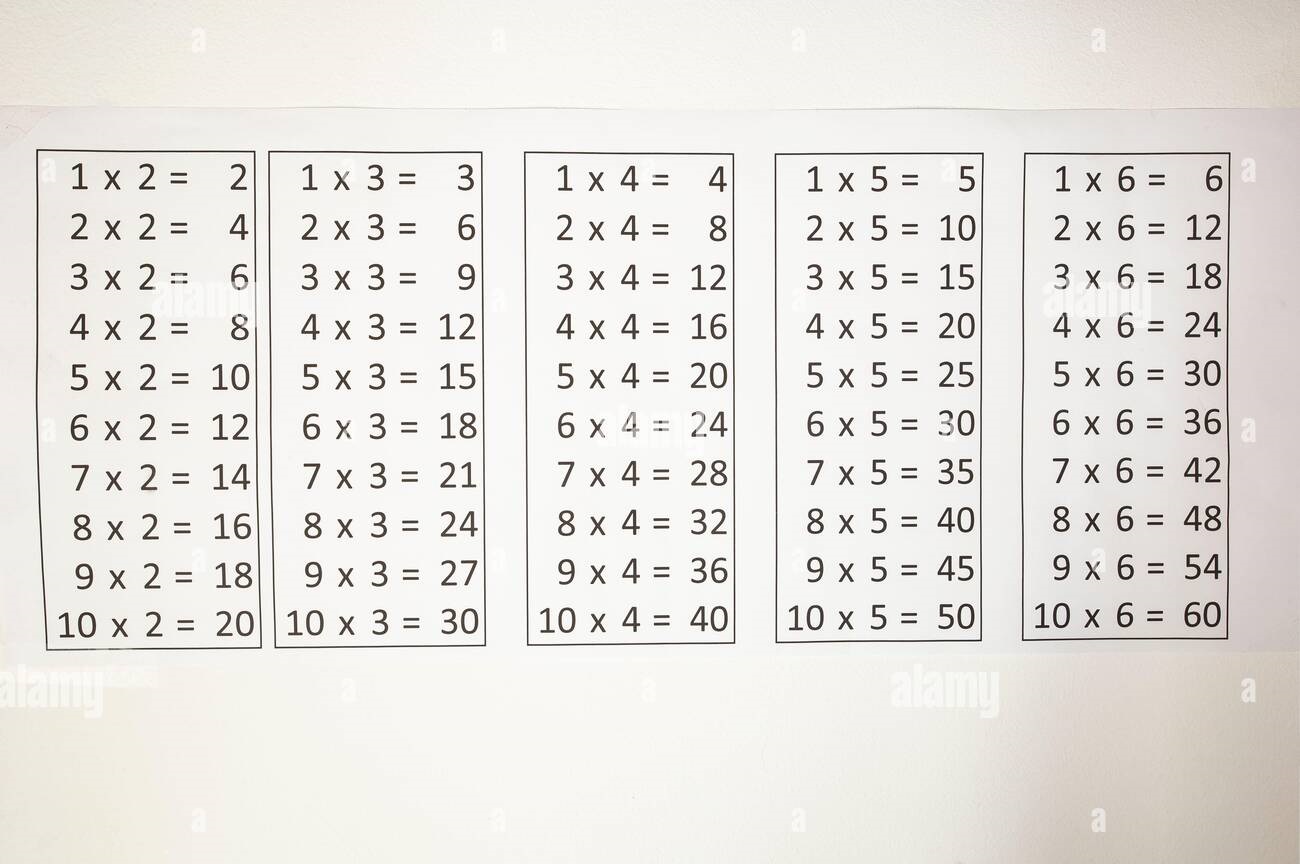 1 x 2 = 2
2 x 2 = 4
3 x 2 = 6
4 x 2 = 8
5 x 2 = 10
6 x 2 = 12
7 x 2 = 14
8 x 2 = 16
9 x 2 = 18
10 x 2 = 20
1 x 3 = 3
2 x 3 = 6
3 x 3 = 9
4 x 3 = 12
5 x 3 = 15
6 x 3 = 18
7 x 3 = 21
8 x 3 = 24
9 x 3 = 27
10 x 3 = 30
1 x 4 = 4
2 x 4 = 8
3 x 4 = 12
4 x 4 = 16
5 x 4 = 20
6 x 4 = 24
7 x 4 = 28
8 x 4 = 32
9 x 4 = 36
10 x 4 = 40
1 x 5 = 5
2 x 5 = 10
3 x 5 = 15
4 x 5 = 20
5 x 5 = 25
6 x 5 = 30
7 x 5 = 35
8 x 5 = 40
9 x 5 = 45
10 x 5 = 50
1 x 6 = 6
2 x 6 = 12
3 x 6 = 18
4 x 6 = 24
5 x 6 = 30
6 x 6 = 36
7 x 6 = 42
8 x 6 = 48
9 x 6 = 54
10 x 6 = 60
alamy
alamy
alamy
alamy
alamy